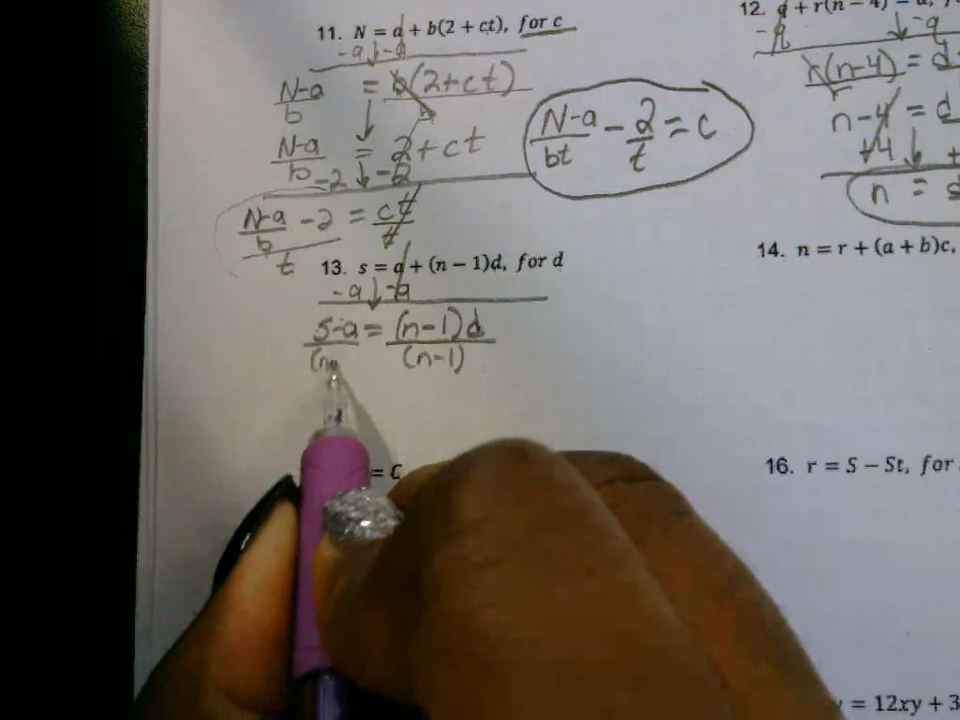 11. N = a + b(2 + ct), for c
-a -a
N-a/b = b(2+ct)/b
N-a/b = 2+ct
-2 -2
(N-a/b - 2)/t = ct/t
N-a/bt - 2/t = c
12. a + r(n - 4) =
-a -a
r(n-4)/r = d-
n-4 = d
+4 +
n =
13. s = a + (n − 1)d, for d
-a -a
s-a/(n = (n-1)d/(n-1)
14. n = r + (a + b)c,
= C
16. r = S − St, for
= 12xy + 3